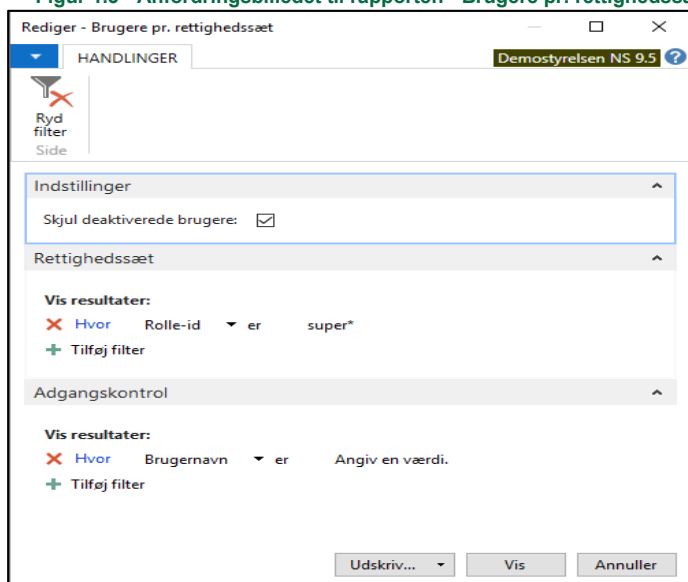 Rediger - Brugere pr. rettighedssæt
HANDLINGER
Demostyrelsen NS 9.5
Ryd
filter
Side
Indstillinger
Skjul deaktiverede brugere:
Rettighedssæt
Vis resultater:
Hvor Rolle-id er super*
Tilføj filter
Adgangskontrol
Vis resultater:
Hvor Brugernavn er Angiv en værdi.
Tilføj filter
Udskriv... Vis Annuller